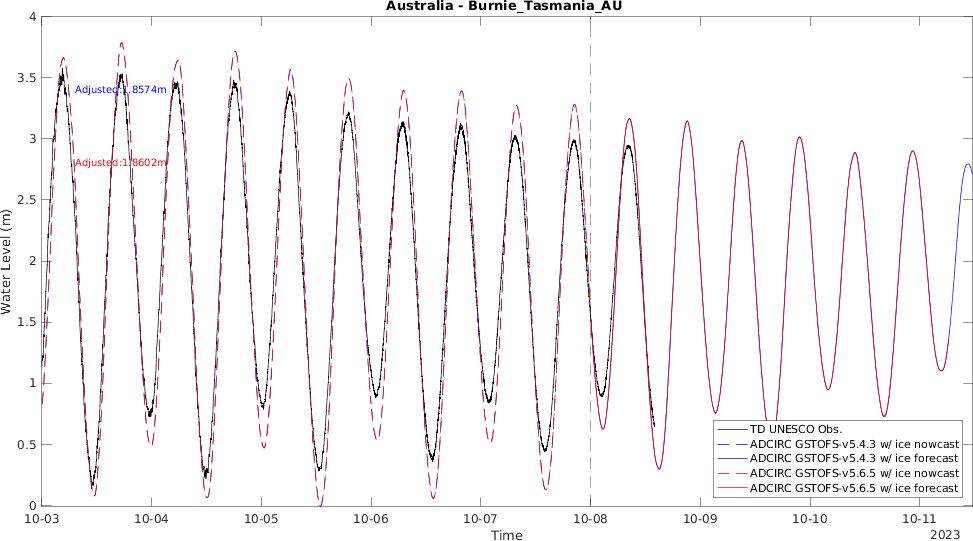 Australia - Burnie_Tasmania_AU
4
3.5
3
2.5
2
1.5
1
0.5
0
Water Level (m)
Adjusted:1.8574m
Adjusted:1.8602m
TD UNESCO Obs.
ADCIRC GSTOFS-v5.4.3 w/ ice nowcast
ADCIRC GSTOFS-v5.4.3 w/ ice forecast
ADCIRC GSTOFS-v5.6.5 w/ ice nowcast
ADCIRC GSTOFS-v5.6.5 w/ ice forecast
10-03 10-04 10-05 10-06 10-07 10-08 10-09 10-10 10-11
Time
2023